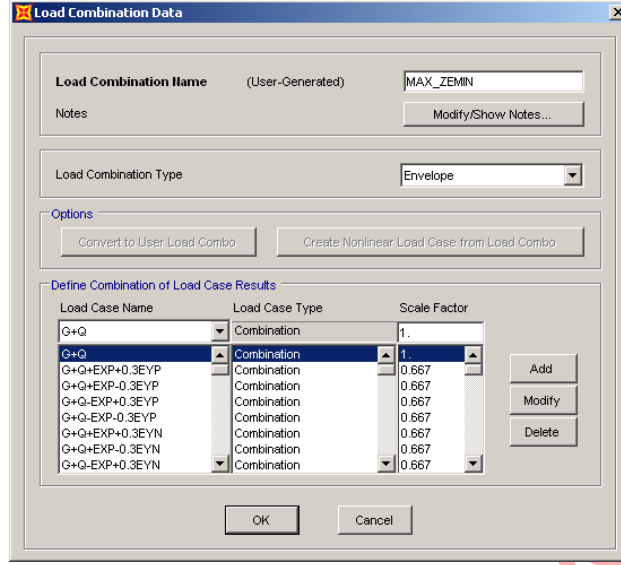 Load Combination Data
Load Combination Name (User-Generated) MAX_ZEMIN
Notes Modify/Show Notes...
Load Combination Type Envelope
Options
Convert to User Load Combo Create Nonlinear Load Case from Load Combo
Define Combination of Load Case Results
Load Case Name Load Case Type Scale Factor
G+Q Combination 1.
G+Q Combination 1.
G+Q+EXP+0.3EYP Combination 0.667
G+Q+EXP-0.3EYP Combination 0.667
G+Q-EXP+0.3EYP Combination 0.667
G+Q-EXP-0.3EYP Combination 0.667
G+Q+EXP+0.3EYN Combination 0.667
G+Q+EXP-0.3EYN Combination 0.667
G+Q-EXP+0.3EYN Combination 0.667
Add
Modify
Delete
OK Cancel